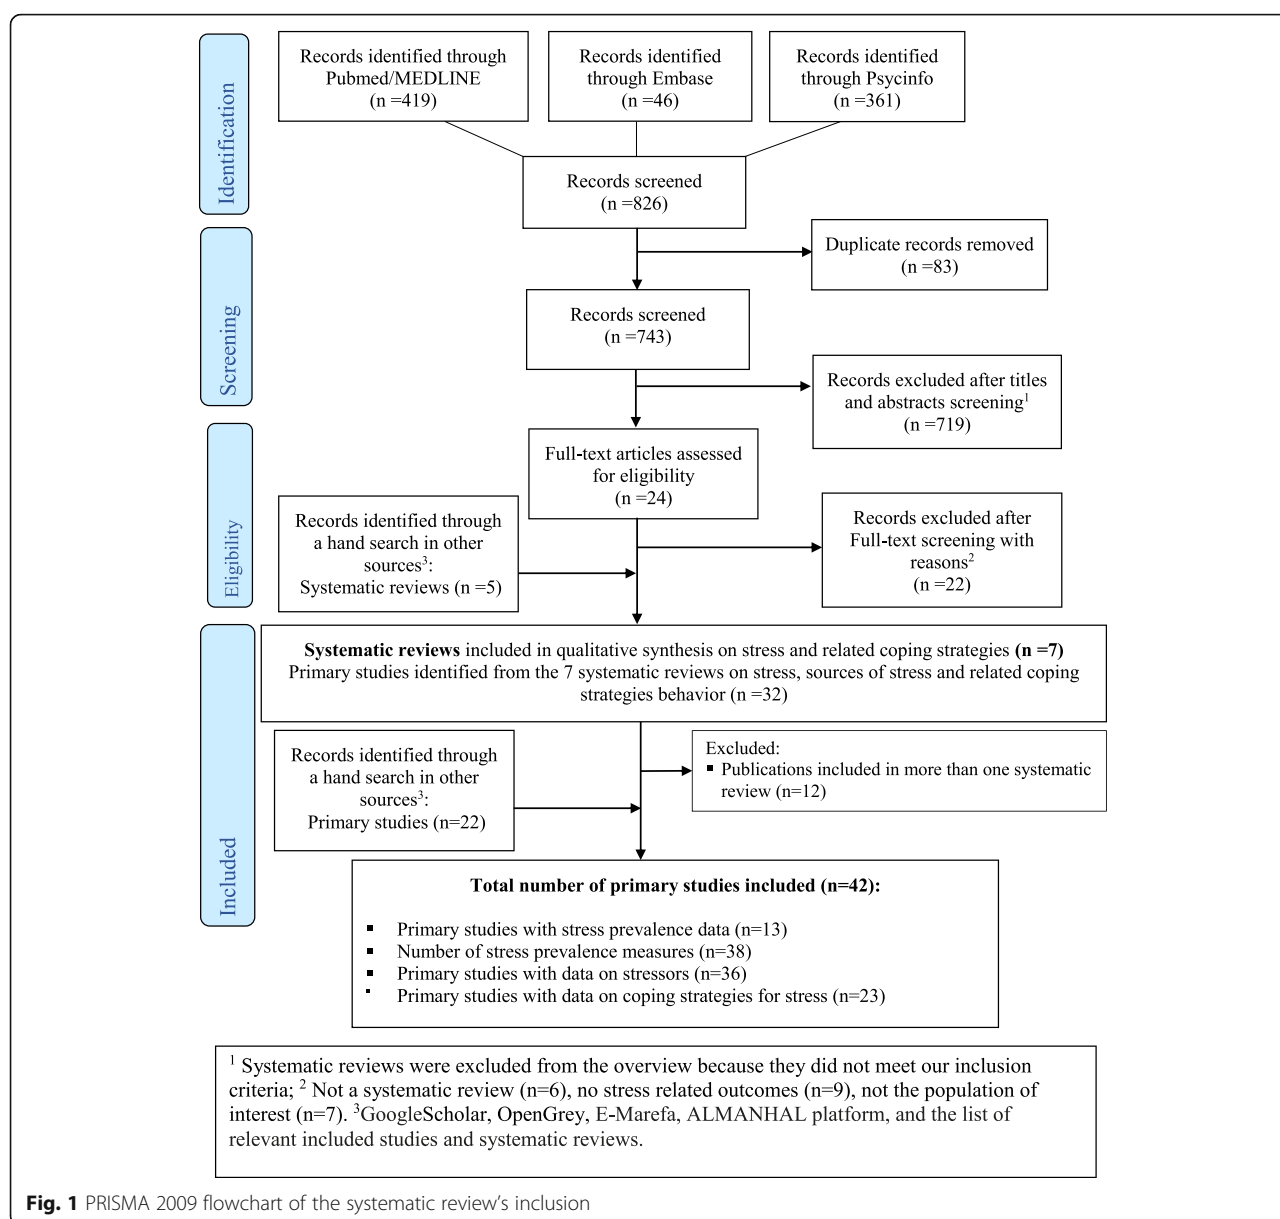 Identification
Records identified through
Pubmed/MEDLINE
(n =419)
Records identified
through Embase
(n =46)
Records identified
through Psycinfo
(n =361)
Records screened
(n =826)
Screening
Duplicate records removed
(n =83)
Records screened
(n =743)
Records excluded after titles
and abstracts screening¹
(n =719)
Eligibility
Full-text articles assessed
for eligibility
(n =24)
Records identified through
a hand search in other
sources³:
Systematic reviews (n =5)
Records excluded after
Full-text screening with
reasons²
(n =22)
Included
Systematic reviews included in qualitative synthesis on stress and related coping strategies (n =7)
Primary studies identified from the 7 systematic reviews on stress, sources of stress and related coping
strategies behavior (n =32)
Records identified through
a hand search in other
sources³:
Primary studies (n=22)
Excluded:
▪ Publications included in more than one systematic
review (n=12)
Total number of primary studies included (n=42):
▪ Primary studies with stress prevalence data (n=13)
▪ Number of stress prevalence measures (n=38)
▪ Primary studies with data on stressors (n=36)
▪ Primary studies with data on coping strategies for stress (n=23)
¹ Systematic reviews were excluded from the overview because they did not meet our inclusion
criteria; ² Not a systematic review (n=6), no stress related outcomes (n=9), not the population of
interest (n=7). ³GoogleScholar, OpenGrey, E-Marefa, ALMANHAL platform, and the list of
relevant included studies and systematic reviews.
Fig. 1 PRISMA 2009 flowchart of the systematic review's inclusion